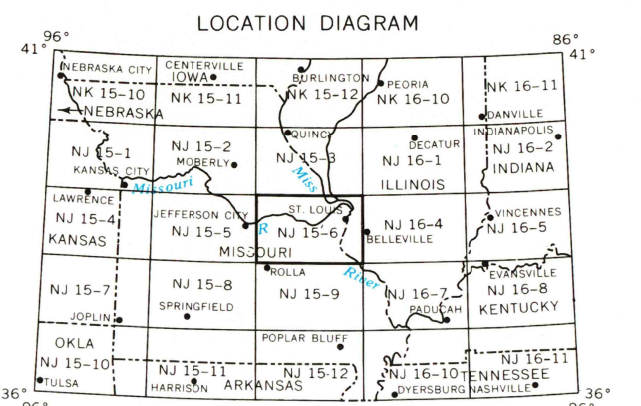 LOCATION DIAGRAM
96° 86°
41° 41°
NEBRASKA CITY CENTERVILLE BURLINGTON PEORIA
IOWA
NK 15-10 NK 15-11 NK 15-12 NK 16-10 NK 16-11
NEBRASKA DANVILLE
QUINCY DECATUR INDIANAPOLIS
NJ 15-1 NJ 15-2 NJ 15-3 NJ 16-1 NJ 16-2
KANSAS CITY MOBERLY ILLINOIS INDIANA
Missouri Miss
LAWRENCE JEFFERSON CITY ST. LOUIS VINCENNES
NJ 15-4 NJ 15-5 R NJ 15-6 NJ 16-4 NJ 16-5
KANSAS MISSOURI BELLEVILLE
River
ROLLA EVANSVILLE
NJ 15-7 NJ 15-8 NJ 15-9 NJ 16-7 NJ 16-8
JOPLIN SPRINGFIELD PADUCAH KENTUCKY
OKLA POPLAR BLUFF
NJ 15-10 NJ 15-11 NJ 15-12 NJ 16-10 NJ 16-11
TENNESSEE
TULSA HARRISON ARKANSAS DYERSBURG NASHVILLE
36° 36°